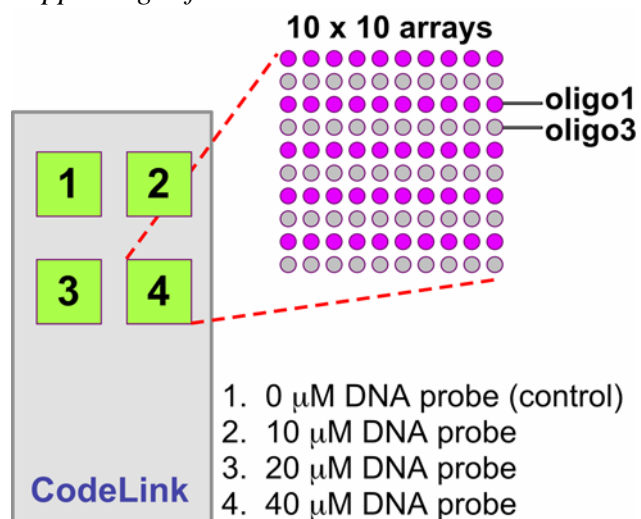 10 x 10 arrays
oligo1
oligo3
1 2
3 4
1. 0 μM DNA probe (control)
2. 10 μM DNA probe
3. 20 μM DNA probe
4. 40 μM DNA probe
CodeLink